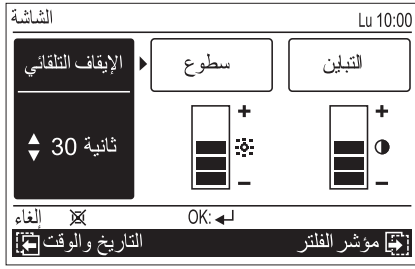 الشاشة
Lu 10:00
التباين
سطوع
الإيقاف التلقائي
30 ثانية
إلغاء
OK:
مؤشر الفلتر
التاريخ والوقت